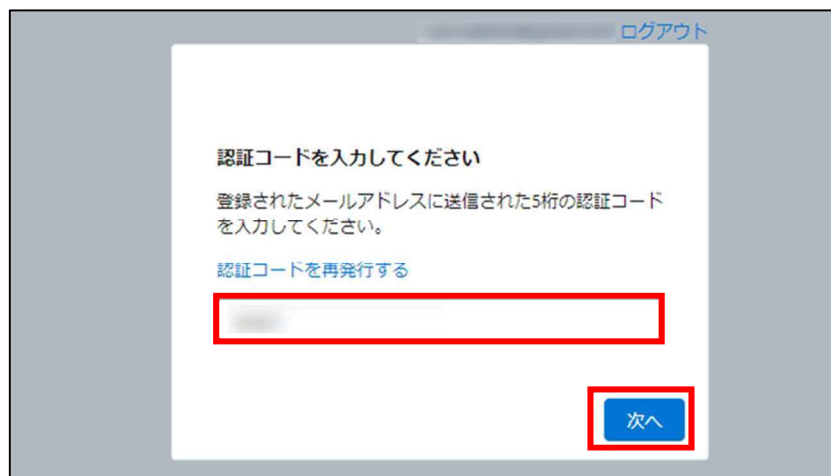 ログアウト
認証コードを入力してください
登録されたメールアドレスに送信された5桁の認証コード
を入力してください。
認証コードを再発行する
次へ